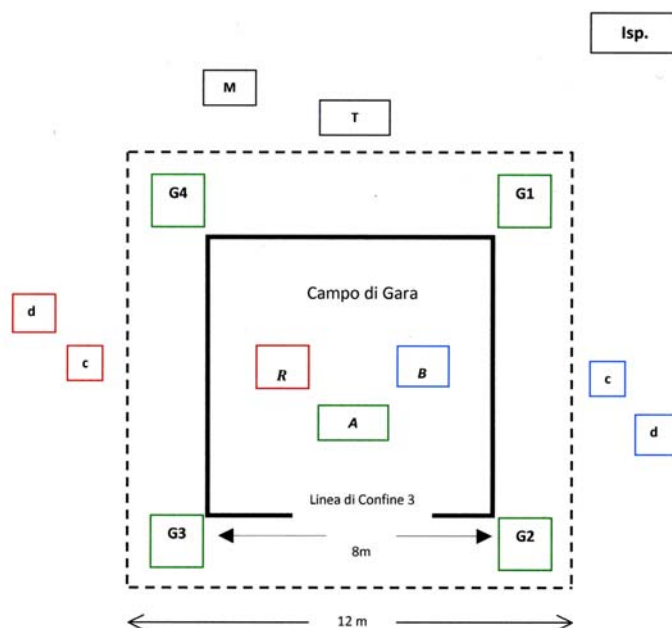 Isp.
M
T
G4
G1
Campo di Gara
d
c
R
B
c
A
d
Linea di Confine 3
G3
G2
8m
12 m